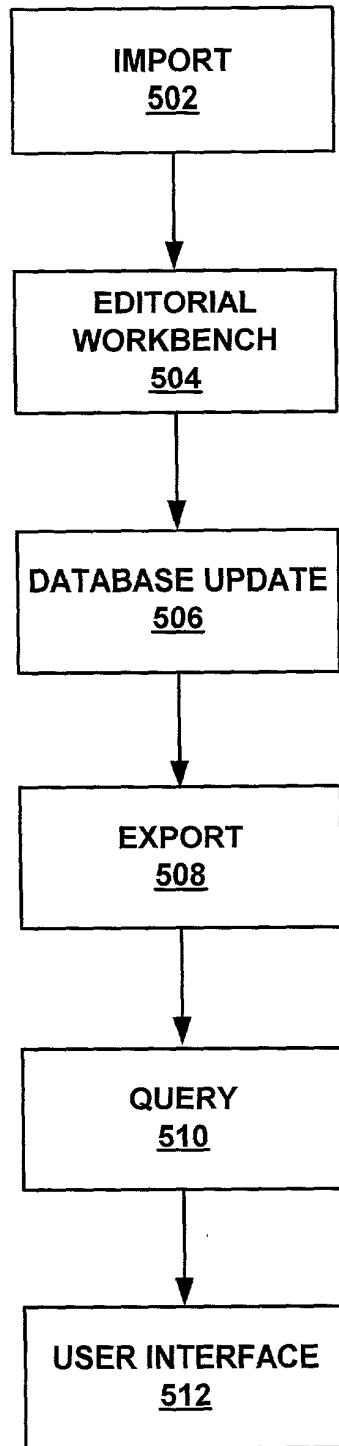 IMPORT
502
EDITORIAL
WORKBENCH
504
DATABASE UPDATE
506
EXPORT
508
QUERY
510
USER INTERFACE
512